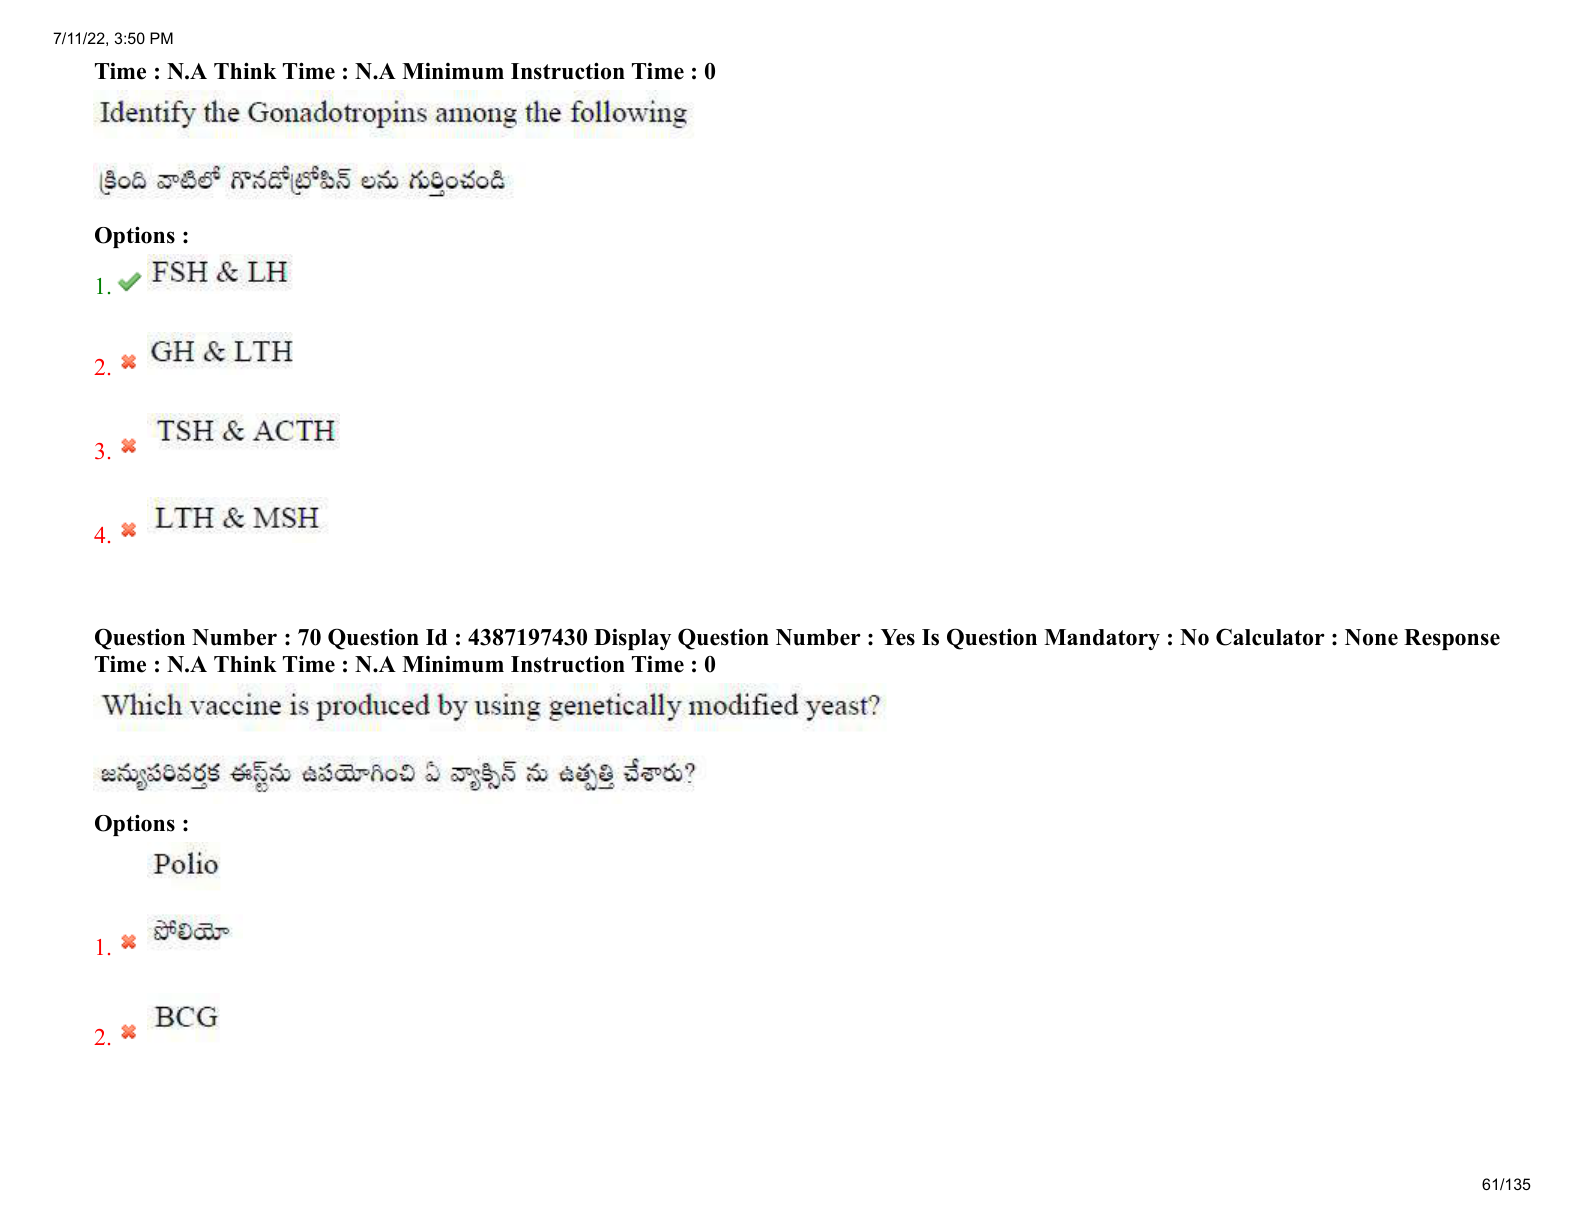 7/11/22, 3:50 PM
Time : N.A Think Time : N.A Minimum Instruction Time : 0
Identify the Gonadotropins among the following
క్రింది వాటిలో గొనడోట్రోపిన్ లను గుర్తించండి
Options :
1. FSH & LH
2. GH & LTH
3. TSH & ACTH
4. LTH & MSH
Question Number : 70 Question Id : 4387197430 Display Question Number : Yes Is Question Mandatory : No Calculator : None Response
Time : N.A Think Time : N.A Minimum Instruction Time : 0
Which vaccine is produced by using genetically modified yeast?
జన్యుపరివర్తక ఈస్ట్‌ను ఉపయోగించి ఏ వ్యాక్సిన్ ను ఉత్పత్తి చేశారు?
Options :
Polio
1. పోలియో
2. BCG
61/135